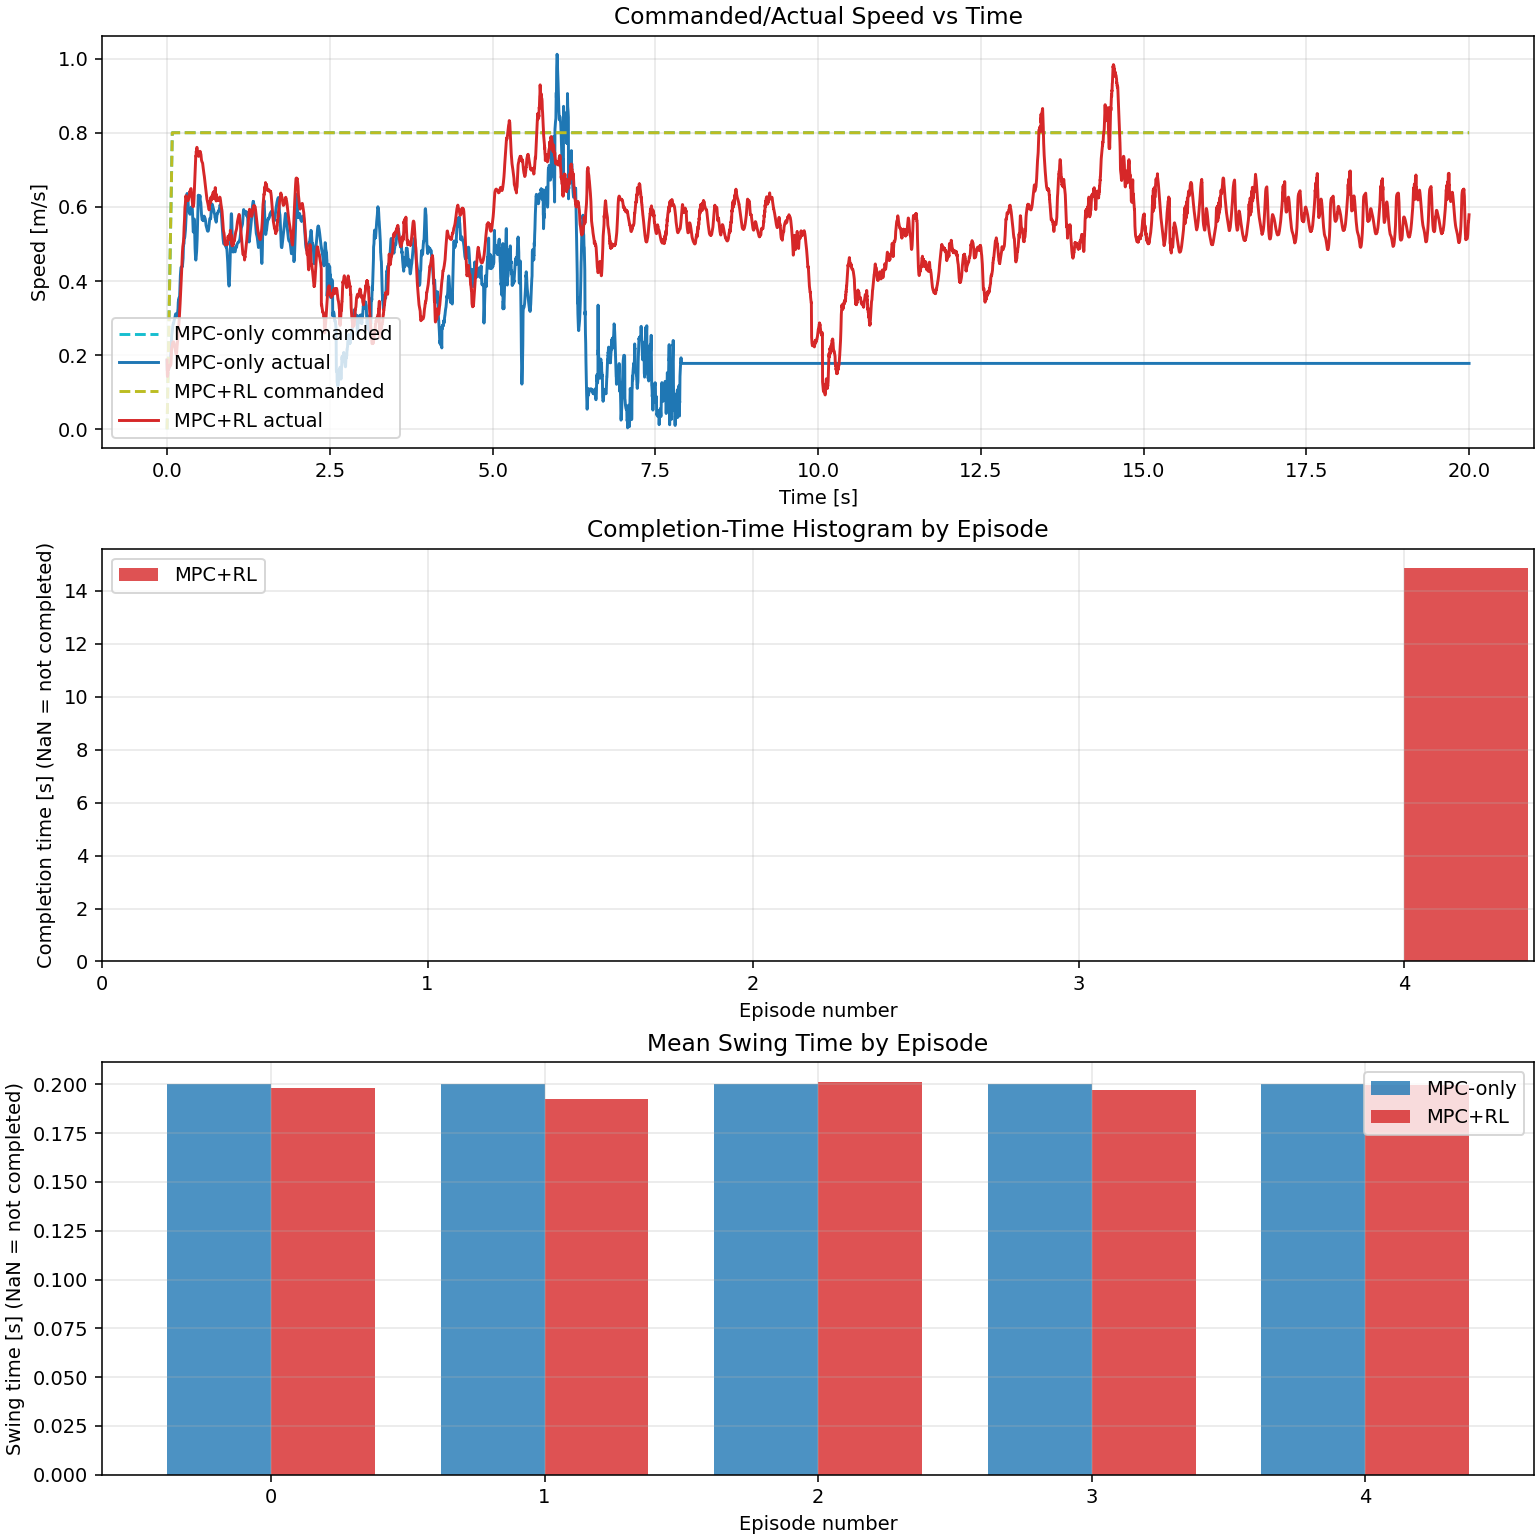 Commanded/Actual Speed vs Time
Speed [m/s]
1.0
0.8
0.6
0.4
0.2
0.0
MPC-only commanded
MPC-only actual
MPC+RL commanded
MPC+RL actual
0.0 2.5 5.0 7.5 10.0 12.5 15.0 17.5 20.0
Time [s]
Completion-Time Histogram by Episode
Completion time [s] (NaN = not completed)
MPC+RL
14
12
10
8
6
4
2
0
0 1 2 3 4
Episode number
Mean Swing Time by Episode
Swing time [s] (NaN = not completed)
MPC-only
MPC+RL
0.200
0.175
0.150
0.125
0.100
0.075
0.050
0.025
0.000
0 1 2 3 4
Episode number